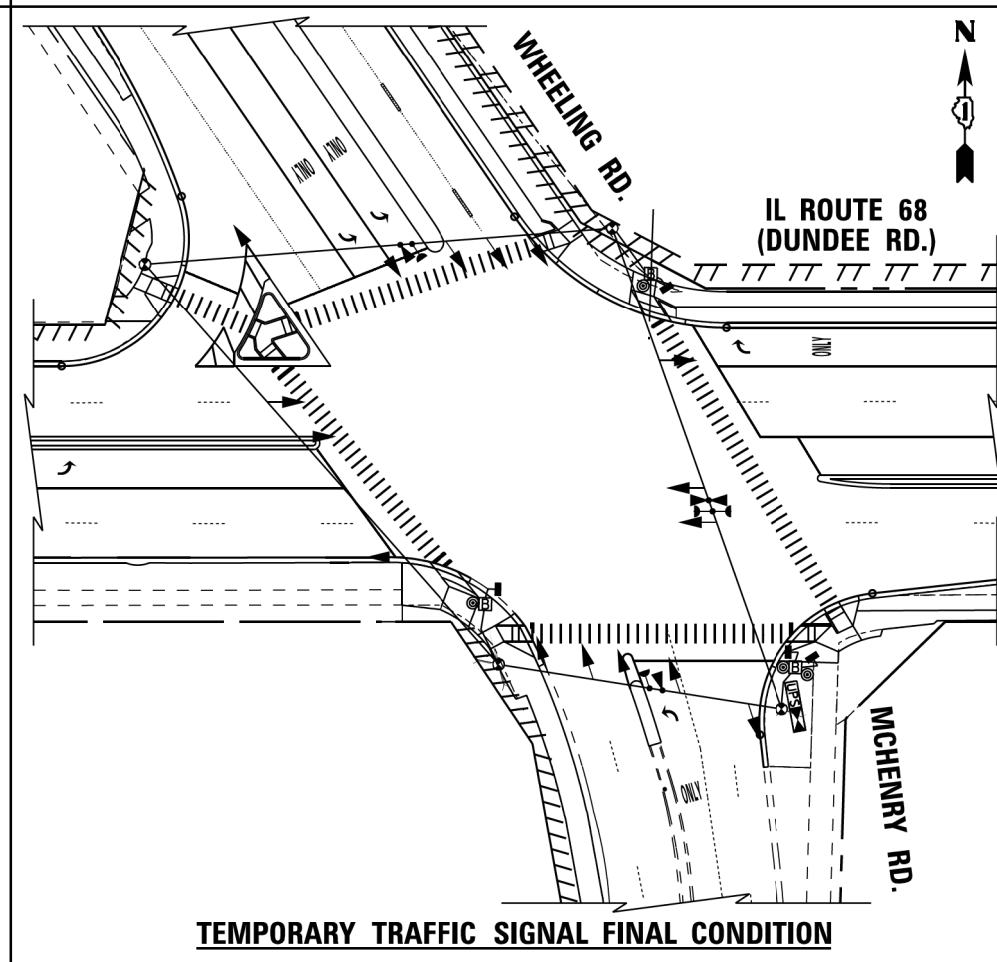 N
WHEELING RD.
IL ROUTE 68
(DUNDEE RD.)
ONLY
ONLY
ONLY
B
B
B
UPS
ONLY
MCHENRY RD.
TEMPORARY TRAFFIC SIGNAL FINAL CONDITION